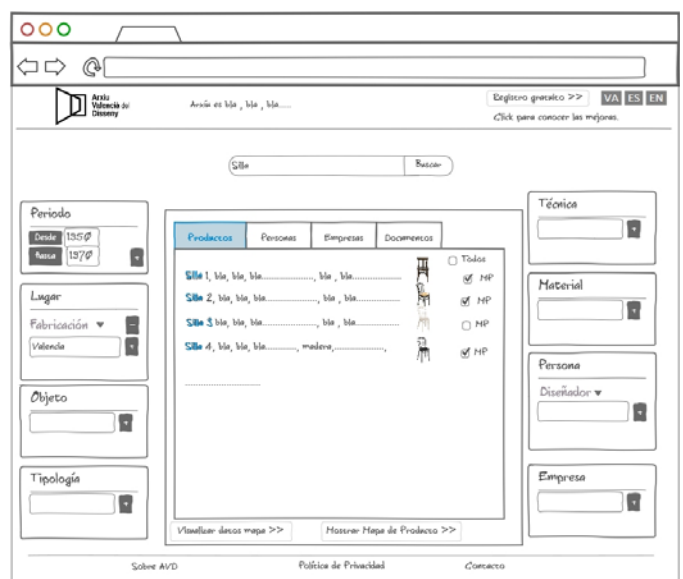 Arxiu
Valencià del
Disseny
Arxiu es bla , bla , bla.....
Registro gratuito >>
VA ES EN
Click para conocer las mejoras.
Silla
Buscar
Periodo
Desde 1950
Hasta 1970
Lugar
Fabricación
Valencia
Objeto
Tipología
Productos Personas Empresas Documentos
Todos
Silla 1, bla, bla, bla..................., bla , bla.................. MP
Silla 2, bla, bla, bla...................., bla , bla.................. MP
Silla 3 bla, bla, bla...................., bla , bla.................. MP
Silla 4, bla, bla, bla.........., madera,..................., MP
..............................
Visualizar datos mapa >>
Mostrar Mapa de Producto >>
Técnica
Material
Persona
Diseñador
Empresa
Sobre AVD
Política de Privacidad
Contacto